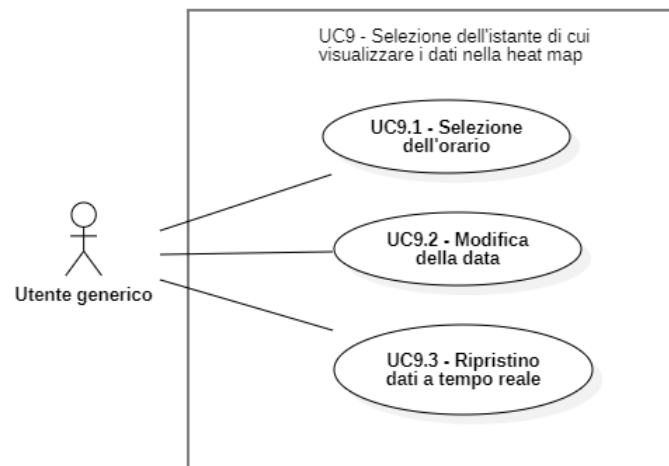 UC9 - Selezione dell'istante di cui
visualizzare i dati nella heat map
UC9.1 - Selezione
dell'orario
UC9.2 - Modifica
della data
Utente generico
UC9.3 - Ripristino
dati a tempo reale